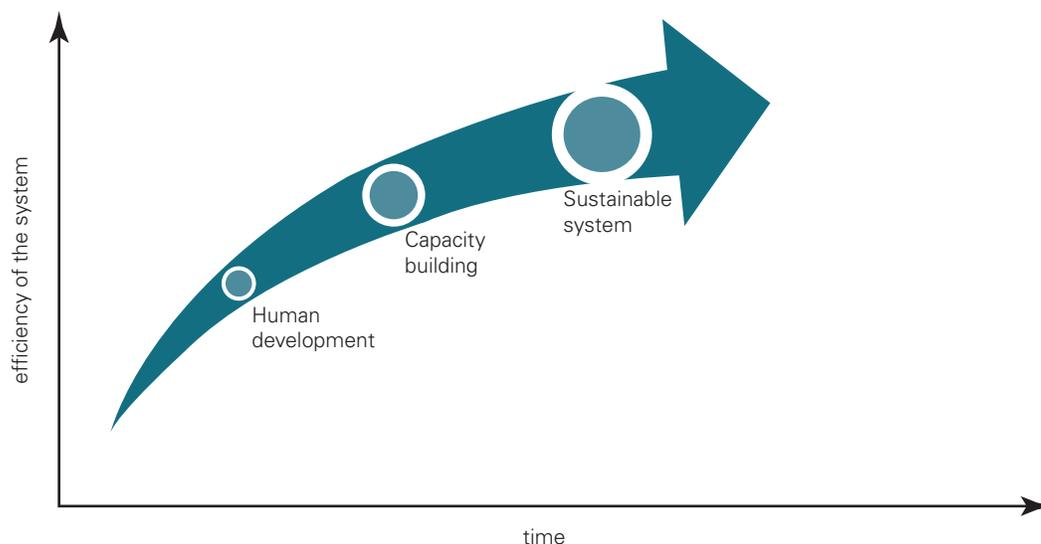 efficiency of the system
Human
development
Capacity
building
Sustainable
system
time